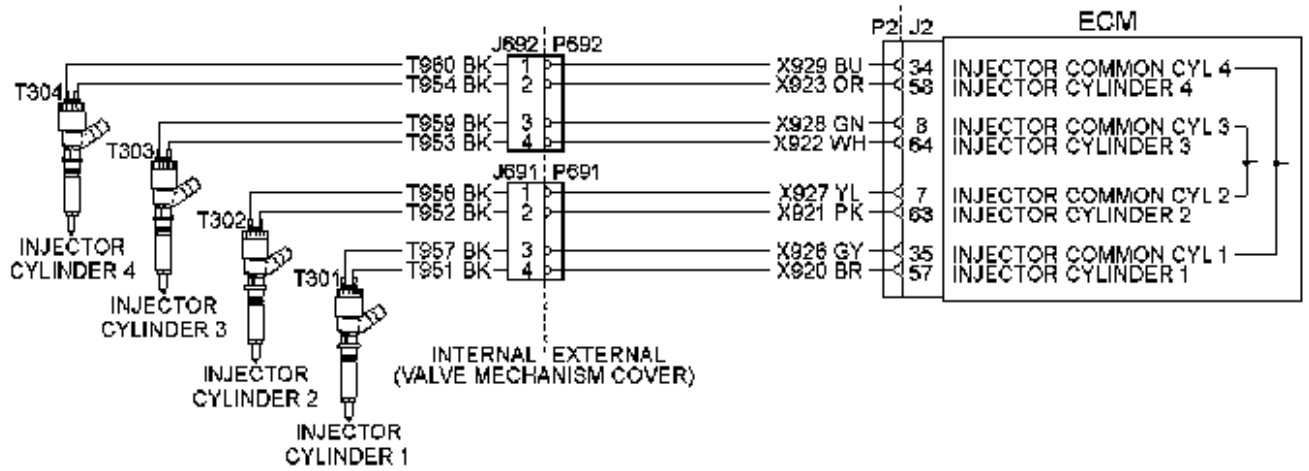 P2 J2 ECM
J692 P692
T960 BK 1 X929 BU 34 INJECTOR COMMON CYL 4
T304 T954 BK 2 X923 OR 58 INJECTOR CYLINDER 4
T959 BK 3 X928 GN 8 INJECTOR COMMON CYL 3
T303 T953 BK 4 X922 WH 64 INJECTOR CYLINDER 3
J691 P691
T958 BK 1 X927 YL 7 INJECTOR COMMON CYL 2
T302 T952 BK 2 X921 PK 63 INJECTOR CYLINDER 2
T957 BK 3 X926 GY 35 INJECTOR COMMON CYL 1
T301 T951 BK 4 X920 BR 57 INJECTOR CYLINDER 1
INJECTOR
CYLINDER 4
INJECTOR
CYLINDER 3
INJECTOR
CYLINDER 2
INJECTOR
CYLINDER 1
INTERNAL EXTERNAL
(VALVE MECHANISM COVER)